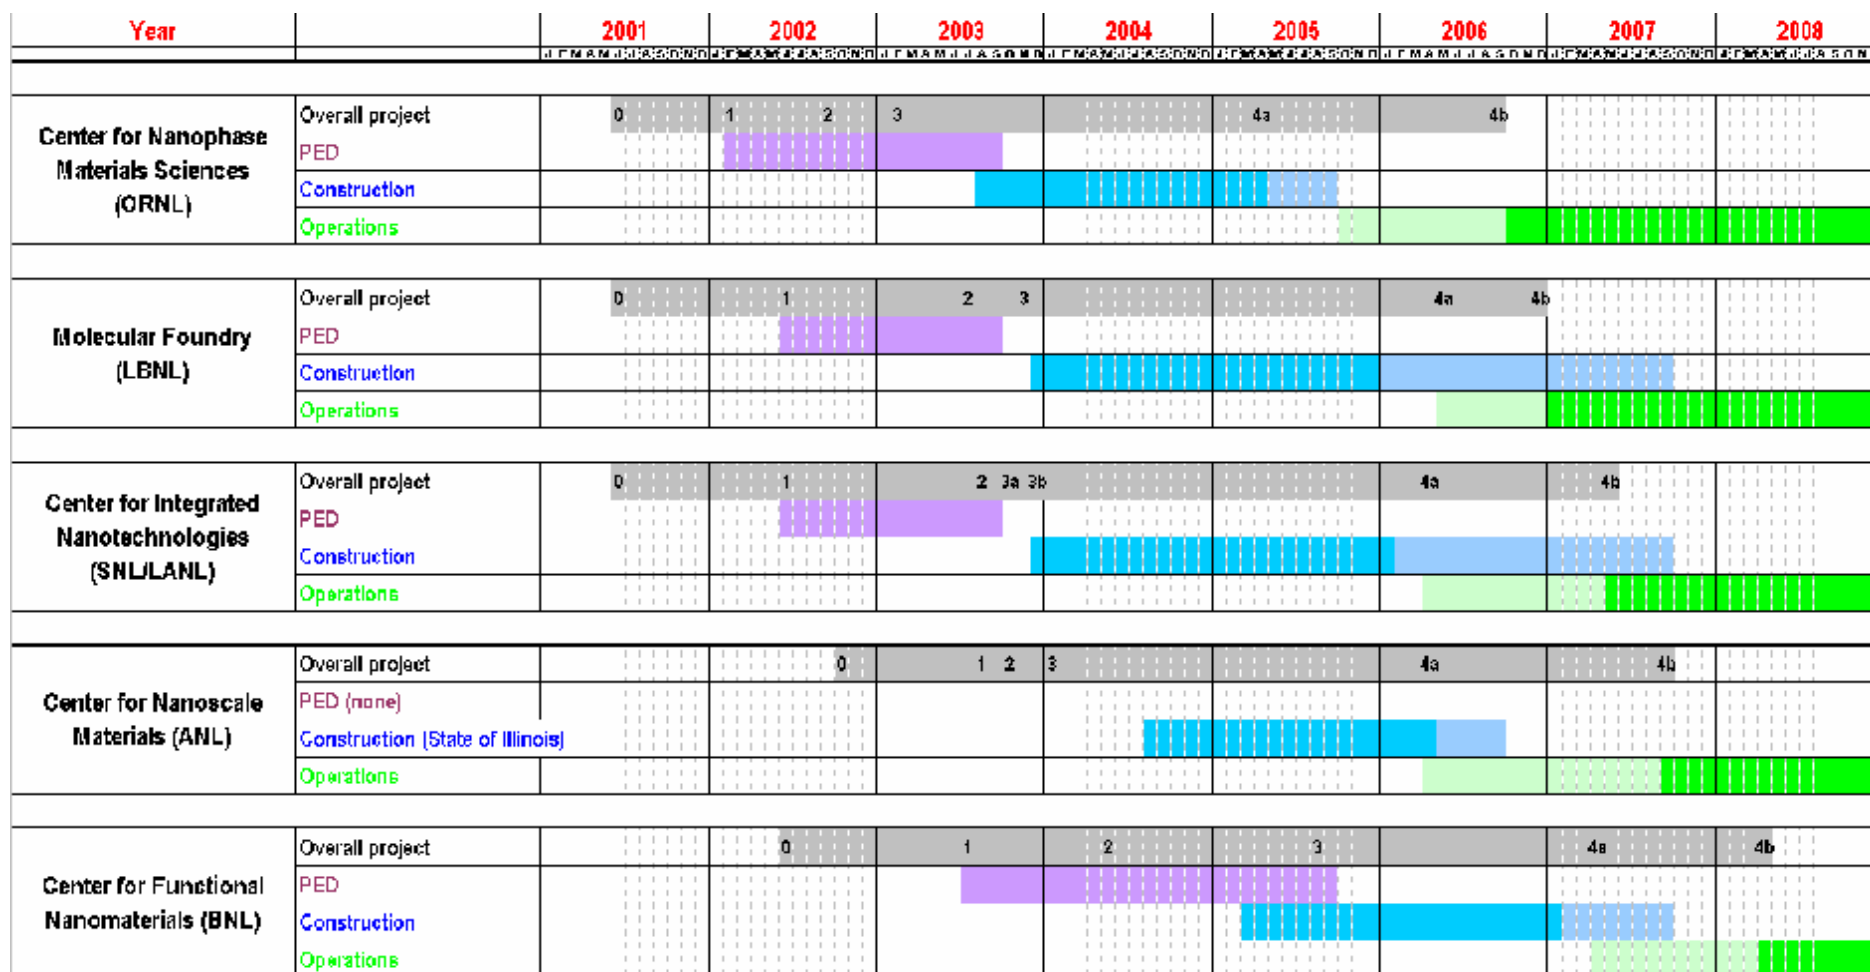 Year 2001 2002 2003 2004 2005 2006 2007 2008
Overall project 0 1 2 3 4a 4b
Center for Nanophase
Materials Sciences
(ORNL)
PED
Construction
Operations
Overall project 0 1 2 3 4a 4b
Molecular Foundry
(LBNL)
PED
Construction
Operations
Overall project 0 1 2 3a 3b 4a 4b
Center for Integrated
Nanotechnologies
(SNL/LANL)
PED
Construction
Operations
Overall project 0 1 2 3 4a 4b
Center for Nanoscale
Materials (ANL)
PED (none)
Construction (State of Illinois)
Operations
Overall project 0 1 2 3 4a 4b
Center for Functional
Nanomaterials (BNL)
PED
Construction
Operations